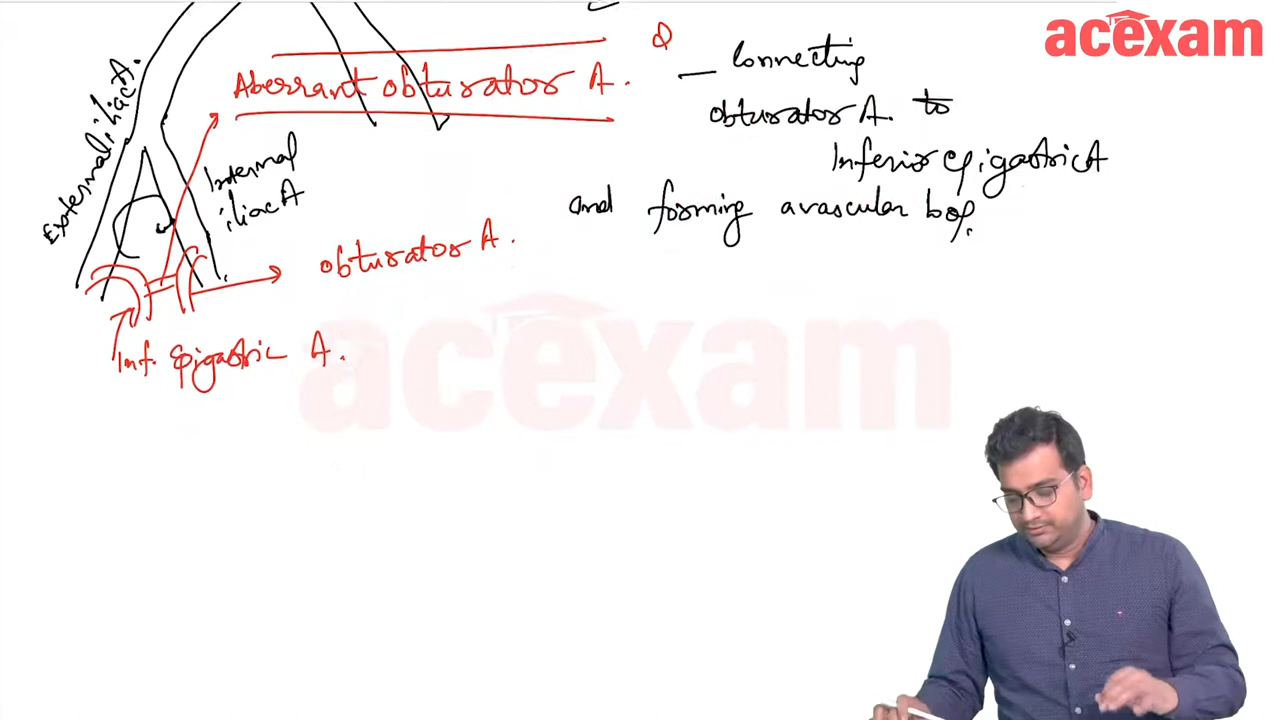 acexam
Q
Aberrant obturator A.
– Connecting
obturator A. to
Inferior epigastric A
and forming a vascular loop.
External iliac A.
Internal
iliac A
obturator A.
Inf. Epigastric A.
acexam